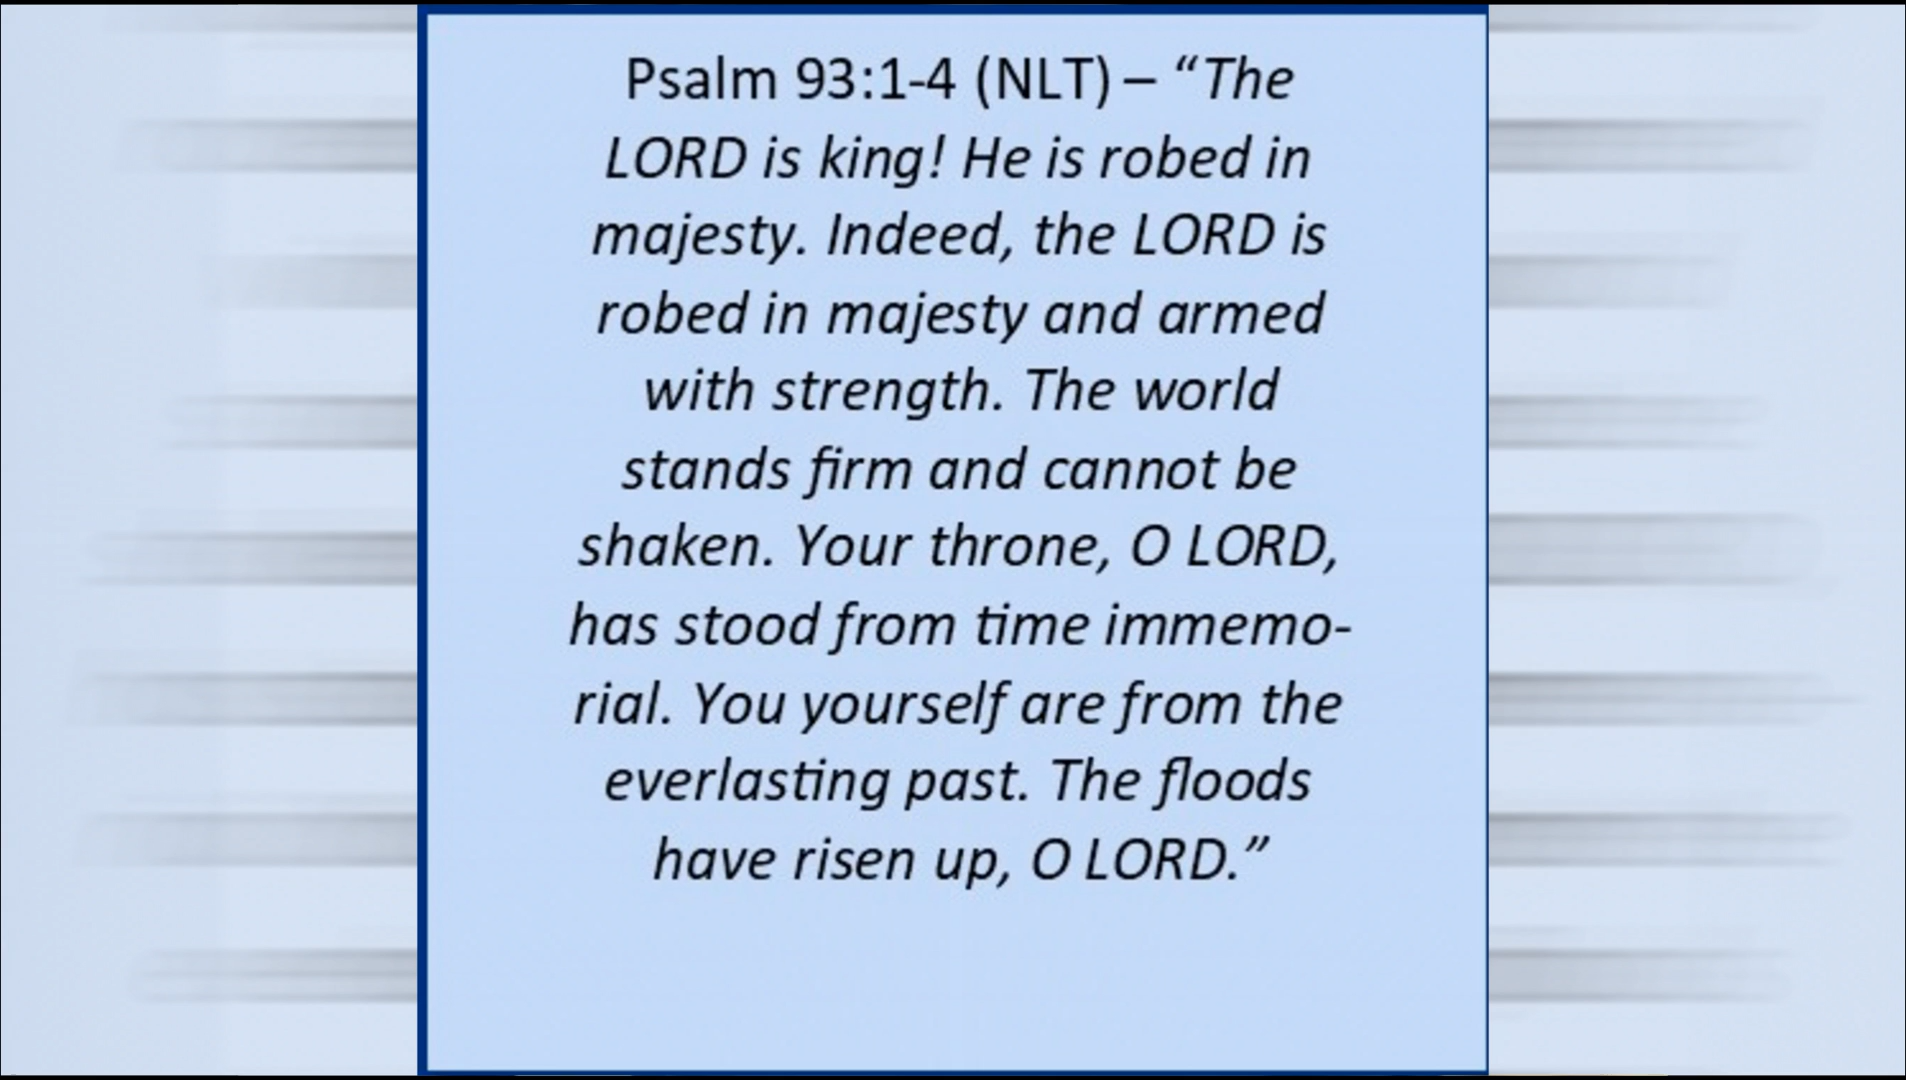 Psalm 93:1-4 (NLT) – “The
LORD is king! He is robed in
majesty. Indeed, the LORD is
robed in majesty and armed
with strength. The world
stands firm and cannot be
shaken. Your throne, O LORD,
has stood from time immemo-
rial. You yourself are from the
everlasting past. The floods
have risen up, O LORD.”